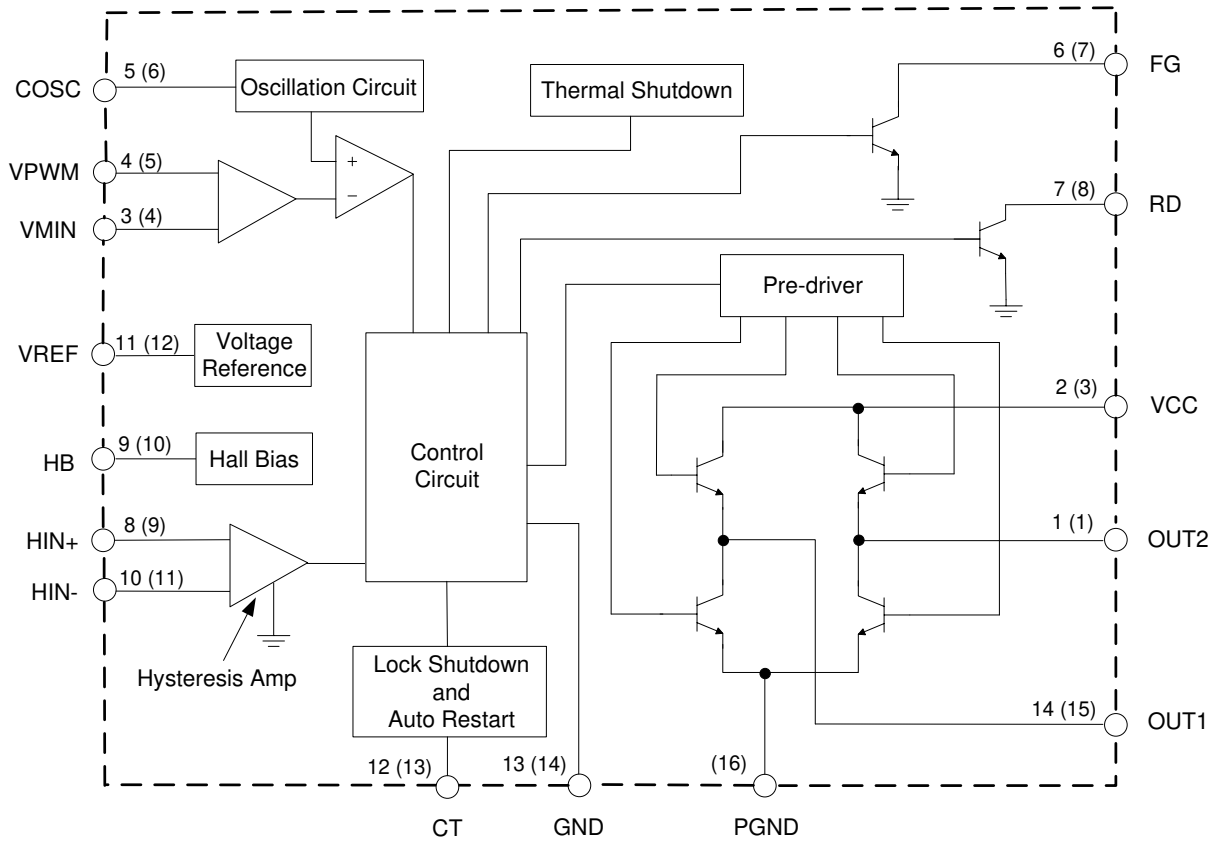 6 (7)
FG
5 (6)
COSC
Oscillation Circuit
Thermal Shutdown
4 (5)
VPWM
+
−
3 (4)
VMIN
7 (8)
RD
Pre-driver
11 (12)
VREF
Voltage
Reference
2 (3)
VCC
9 (10)
HB
Hall Bias
Control
Circuit
8 (9)
HIN+
10 (11)
HIN-
1 (1)
OUT2
Hysteresis Amp
Lock Shutdown
and
Auto Restart
14 (15)
OUT1
12 (13)
13 (14)
(16)
CT
GND
PGND